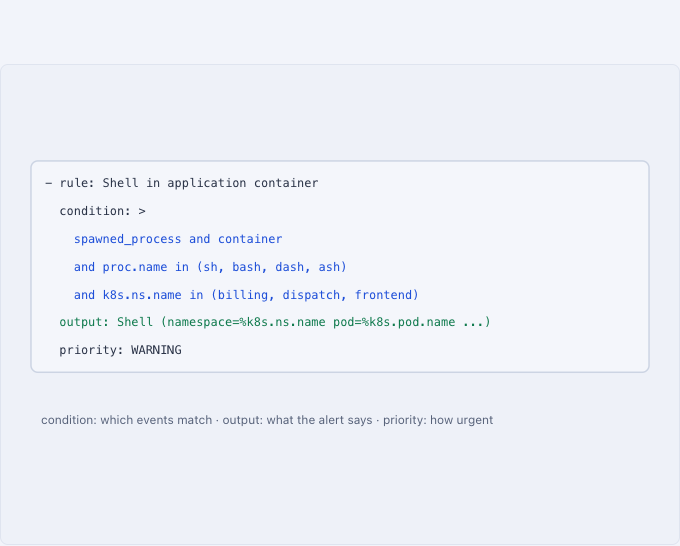 – rule: Shell in application container
condition: >
spawned_process and container
and proc.name in (sh, bash, dash, ash)
and k8s.ns.name in (billing, dispatch, frontend)
output: Shell (namespace=%k8s.ns.name pod=%k8s.pod.name ...)
priority: WARNING
condition: which events match · output: what the alert says · priority: how urgent